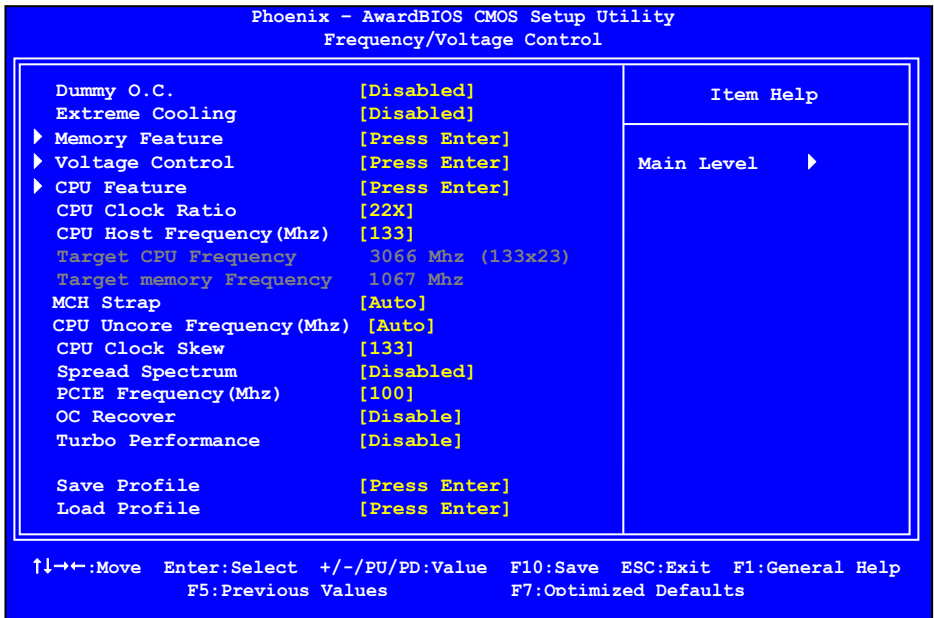 Phoenix – AwardBIOS CMOS Setup Utility
Frequency/Voltage Control
Dummy O.C. [Disabled]
Extreme Cooling [Disabled]
Memory Feature [Press Enter]
Voltage Control [Press Enter]
CPU Feature [Press Enter]
CPU Clock Ratio [22X]
CPU Host Frequency(Mhz) [133]
Target CPU Frequency 3066 Mhz (133x23)
Target memory Frequency 1067 Mhz
MCH Strap [Auto]
CPU Uncore Frequency(Mhz) [Auto]
CPU Clock Skew [133]
Spread Spectrum [Disabled]
PCIE Frequency(Mhz) [100]
OC Recover [Disable]
Turbo Performance [Disable]
Save Profile [Press Enter]
Load Profile [Press Enter]
Item Help
Main Level
↑↓→←:Move Enter:Select +/-/PU/PD:Value F10:Save ESC:Exit F1:General Help
F5:Previous Values F7:Optimized Defaults